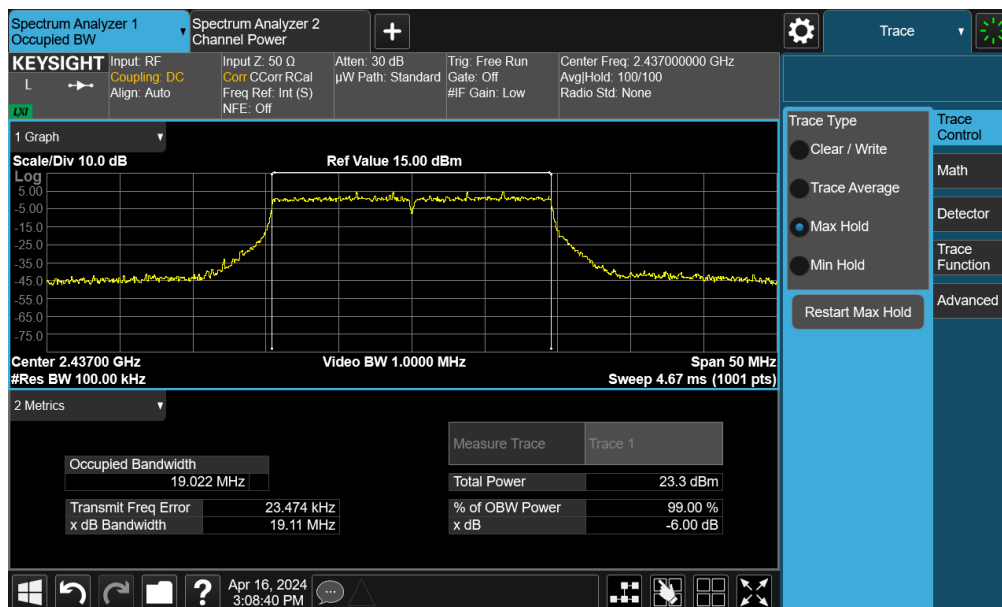 Spectrum Analyzer 1
Occupied BW
Spectrum Analyzer 2
Channel Power
Trace
KEYSIGHT
L
LXI
Input: RF
Coupling: DC
Align: Auto
Input Z: 50 Ω
Corr CCorr RCal
Freq Ref: Int (S)
NFE: Off
Atten: 30 dB
µW Path: Standard
Trig: Free Run
Gate: Off
#IF Gain: Low
Center Freq: 2.437000000 GHz
Avg|Hold: 100/100
Radio Std: None
1 Graph
Scale/Div 10.0 dB
Ref Value 15.00 dBm
Log
5.00
-5.00
-15.0
-25.0
-35.0
-45.0
-55.0
-65.0
-75.0
Center 2.43700 GHz
Video BW 1.0000 MHz
Span 50 MHz
#Res BW 100.00 kHz
Sweep 4.67 ms (1001 pts)
2 Metrics
Measure Trace
Trace 1
Occupied Bandwidth
19.022 MHz
Total Power
23.3 dBm
Transmit Freq Error
23.474 kHz
% of OBW Power
99.00 %
x dB Bandwidth
19.11 MHz
x dB
-6.00 dB
Trace Type
Clear / Write
Trace Average
Max Hold
Min Hold
Restart Max Hold
Trace
Control
Math
Detector
Trace
Function
Advanced
?
Apr 16, 2024
3:08:40 PM